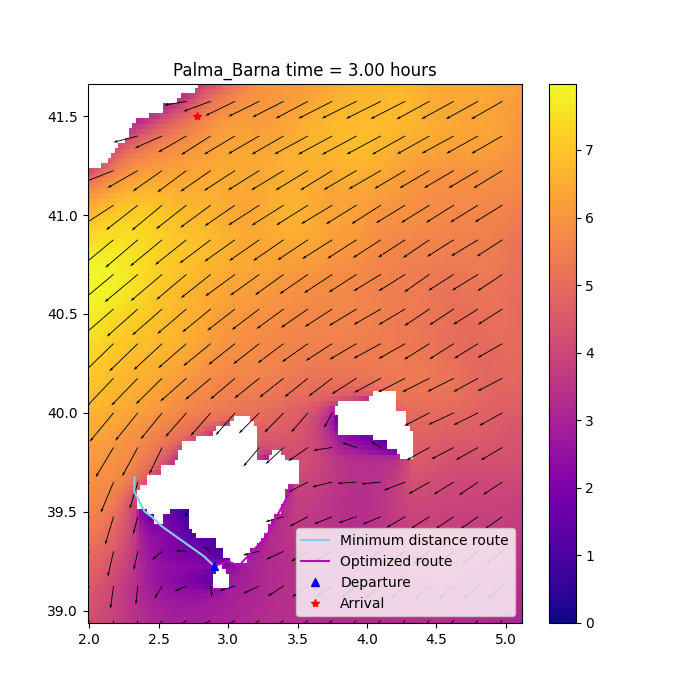 Palma_Barna time = 3.00 hours
41.5
41.0
40.5
40.0
39.5
39.0
2.0 2.5 3.0 3.5 4.0 4.5 5.0
Minimum distance route
Optimized route
Departure
Arrival
7
6
5
4
3
2
1
0